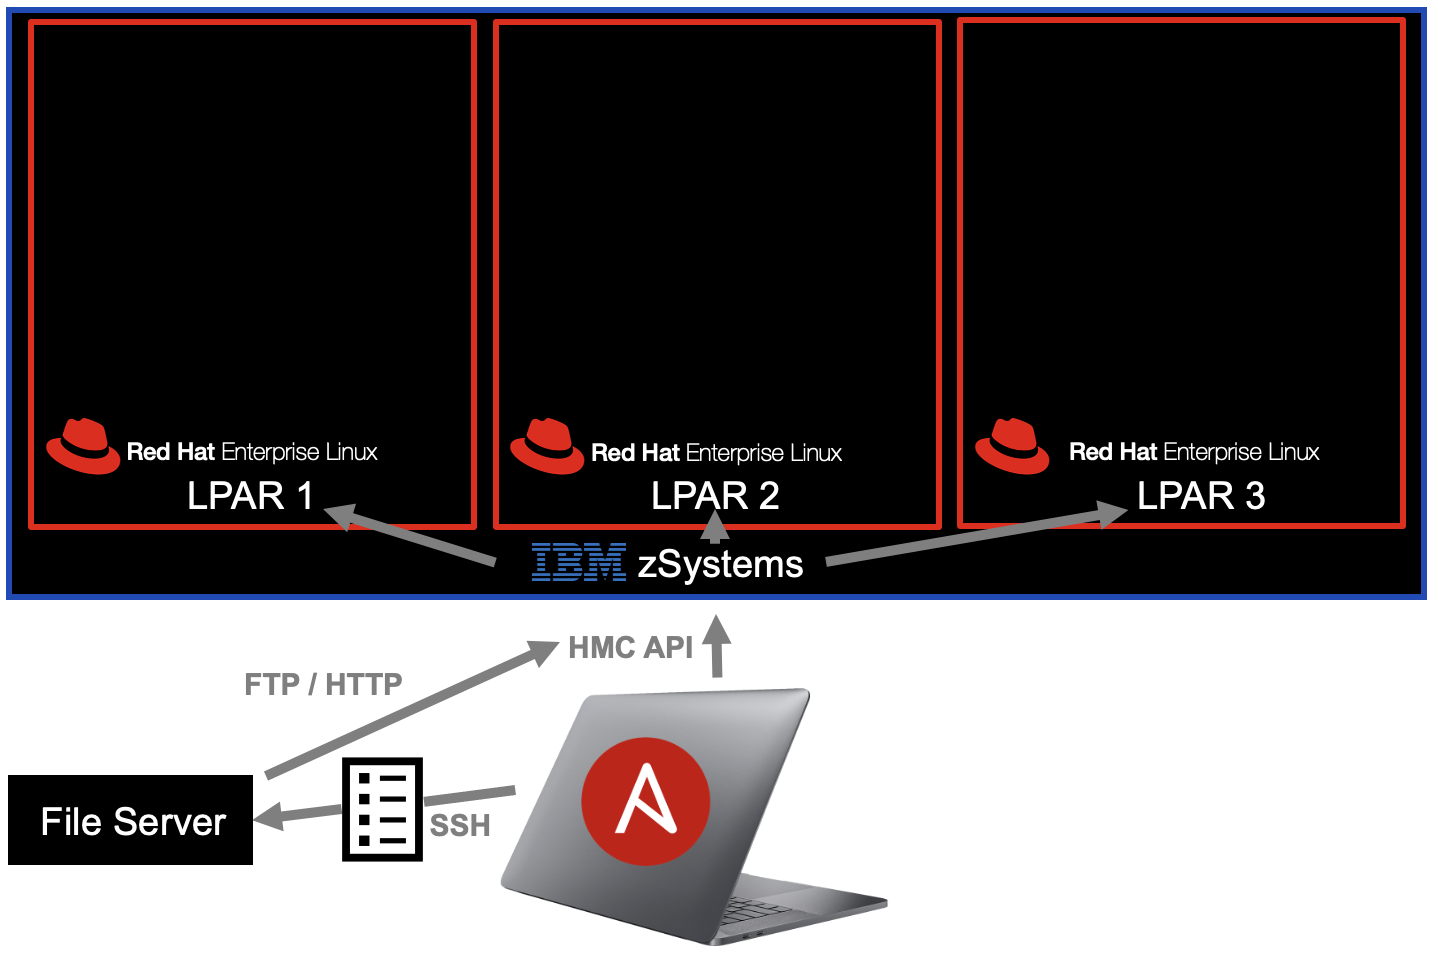 Red Hat Enterprise Linux
LPAR 1
Red Hat Enterprise Linux
LPAR 2
Red Hat Enterprise Linux
LPAR 3
IBM zSystems
HMC API
FTP / HTTP
File Server
SSH